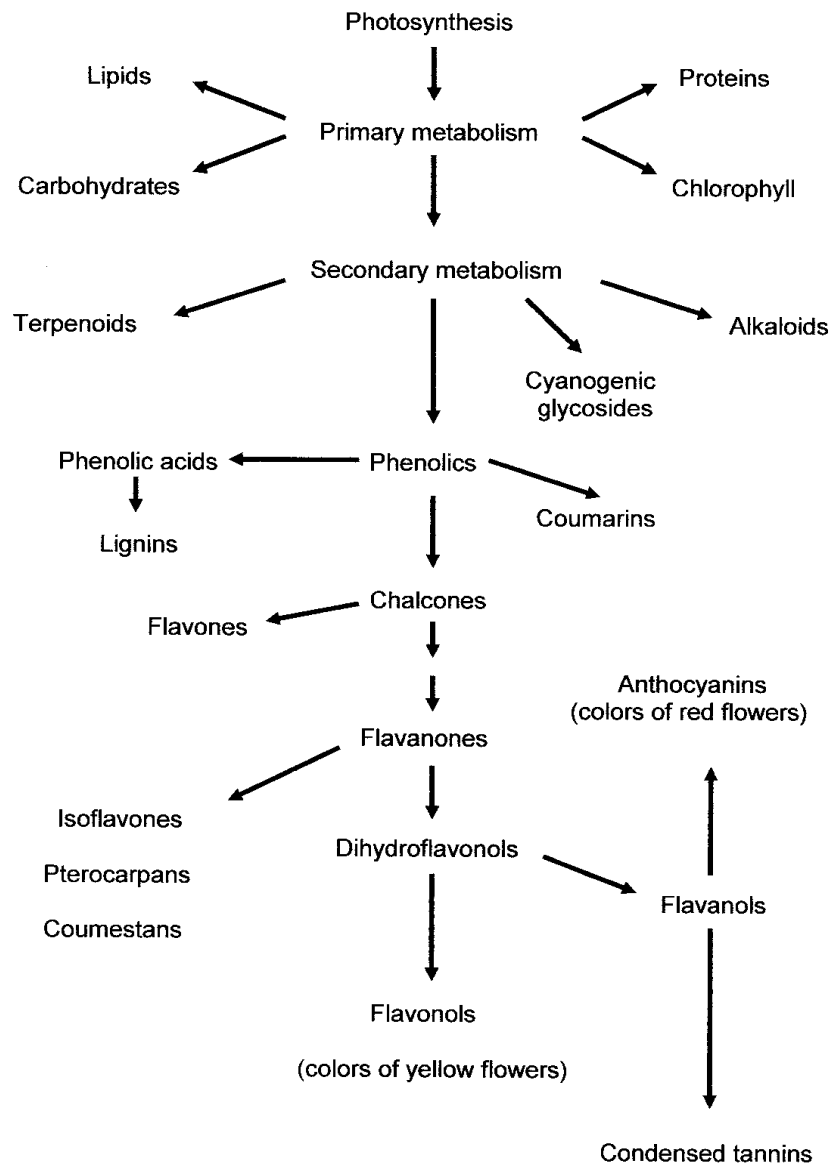 Photosynthesis
Lipids
Proteins
Primary metabolism
Carbohydrates
Chlorophyll
Secondary metabolism
Terpenoids
Alkaloids
Cyanogenic
glycosides
Phenolic acids
Phenolics
Coumarins
Lignins
Chalcones
Flavones
Anthocyanins
(colors of red flowers)
Flavanones
Isoflavones
Dihydroflavonols
Pterocarpans
Flavanols
Coumestans
Flavonols
(colors of yellow flowers)
Condensed tannins